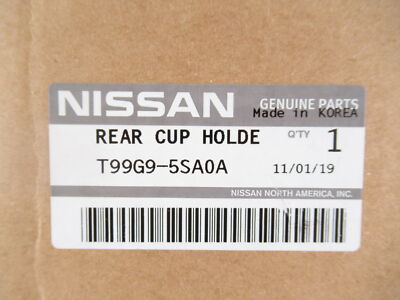 NISSAN GENUINE PARTS
Made in KOREA
REAR CUP HOLDE Q'TY 1
T99G9-5SA0A 11/01/19
NISSAN NORTH AMERICA, INC.